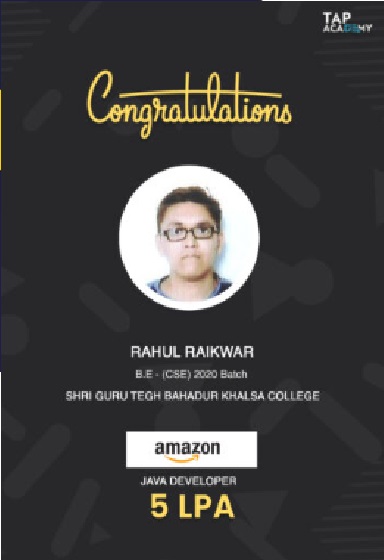 TAP
ACADEMY
Congratulations
RAHUL RAIKWAR
B.E - (CSE) 2020 Batch
SHRI GURU TEGH BAHADUR KHALSA COLLEGE
amazon
JAVA DEVELOPER
5 LPA